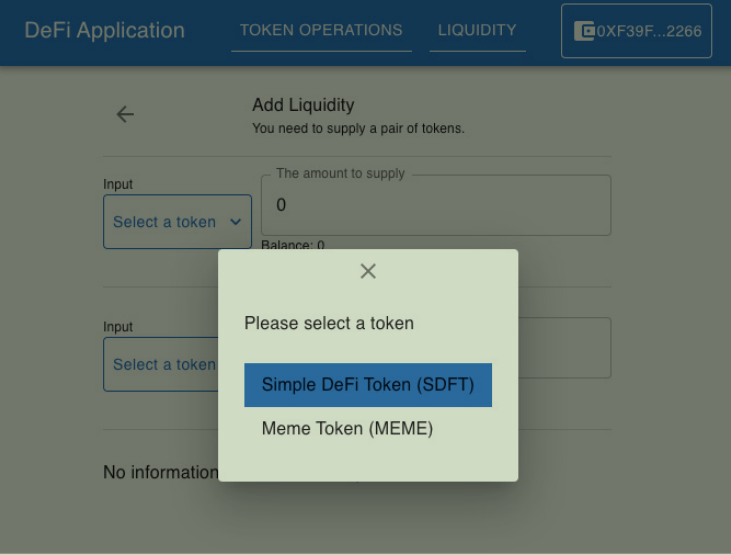 DeFi Application
TOKEN OPERATIONS
LIQUIDITY
0XF39F...2266
Add Liquidity
You need to supply a pair of tokens.
Input
The amount to supply
Select a token
0
Balance: 0
Please select a token
Input
Select a token
Simple DeFi Token (SDFT)
Meme Token (MEME)
No information